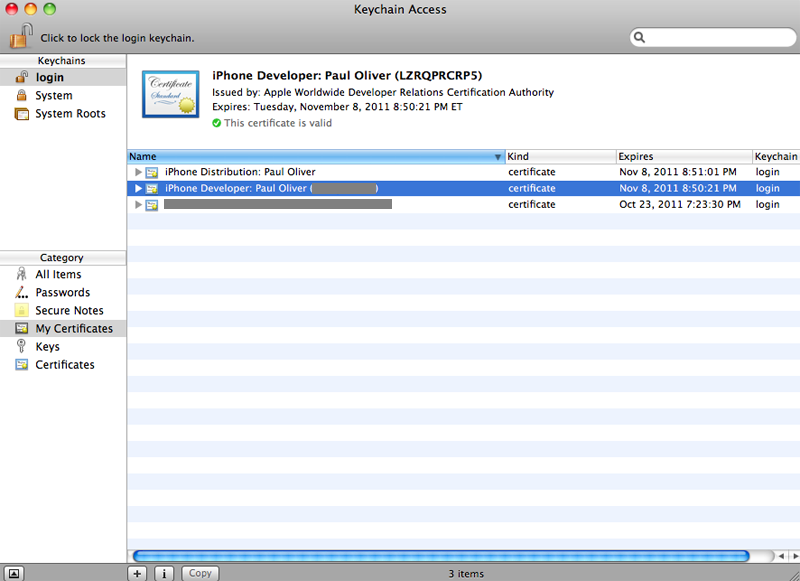 Keychain Access
Click to lock the login keychain.
Keychains
login
System
System Roots
Certificate
Standard
iPhone Developer: Paul Oliver (LZRQPRCRP5)
Issued by: Apple Worldwide Developer Relations Certification Authority
Expires: Tuesday, November 8, 2011 8:50:21 PM ET
This certificate is valid
Name Kind Expires Keychain
iPhone Distribution: Paul Oliver certificate Nov 8, 2011 8:51:01 PM login
iPhone Developer: Paul Oliver ( ) certificate Nov 8, 2011 8:50:21 PM login
certificate Oct 23, 2011 7:23:30 PM login
Category
All Items
Passwords
Secure Notes
My Certificates
Keys
Certificates
+ i Copy 3 items